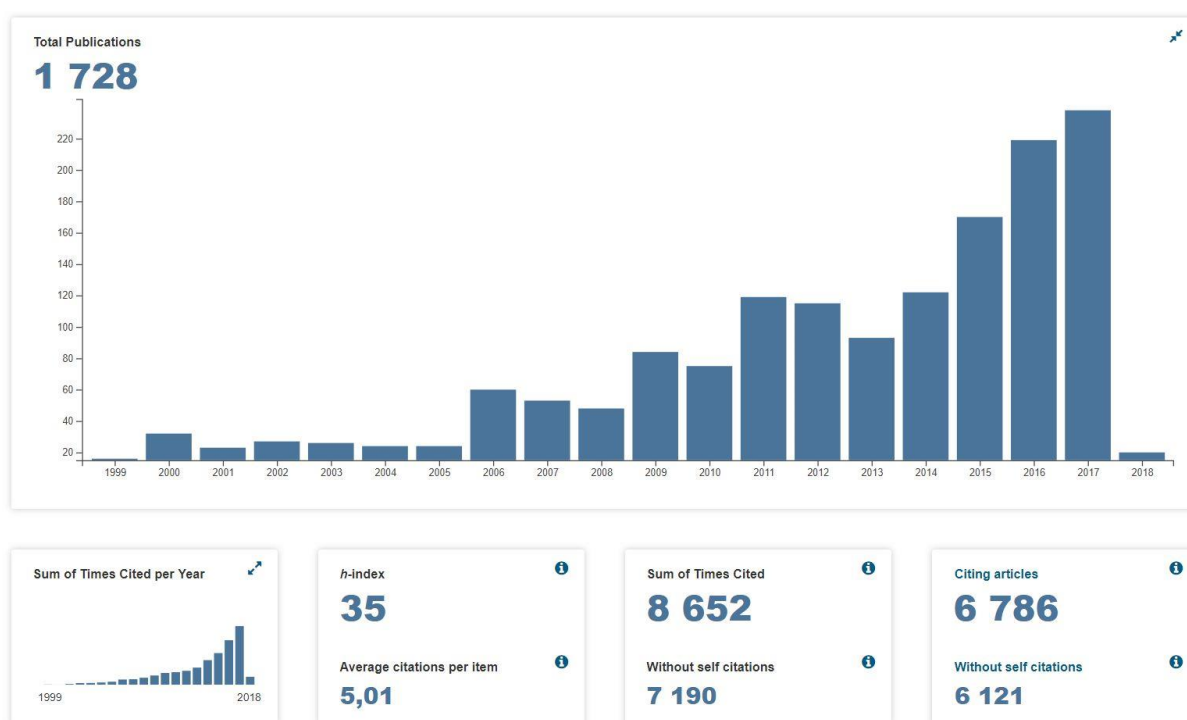 Total Publications
1 728
220
200
180
160
140
120
100
80
60
40
20
1999 2000 2001 2002 2003 2004 2005 2006 2007 2008 2009 2010 2011 2012 2013 2014 2015 2016 2017 2018
Sum of Times Cited per Year
1999 2018
h-index
35
Average citations per item
5,01
Sum of Times Cited
8 652
Without self citations
7 190
Citing articles
6 786
Without self citations
6 121